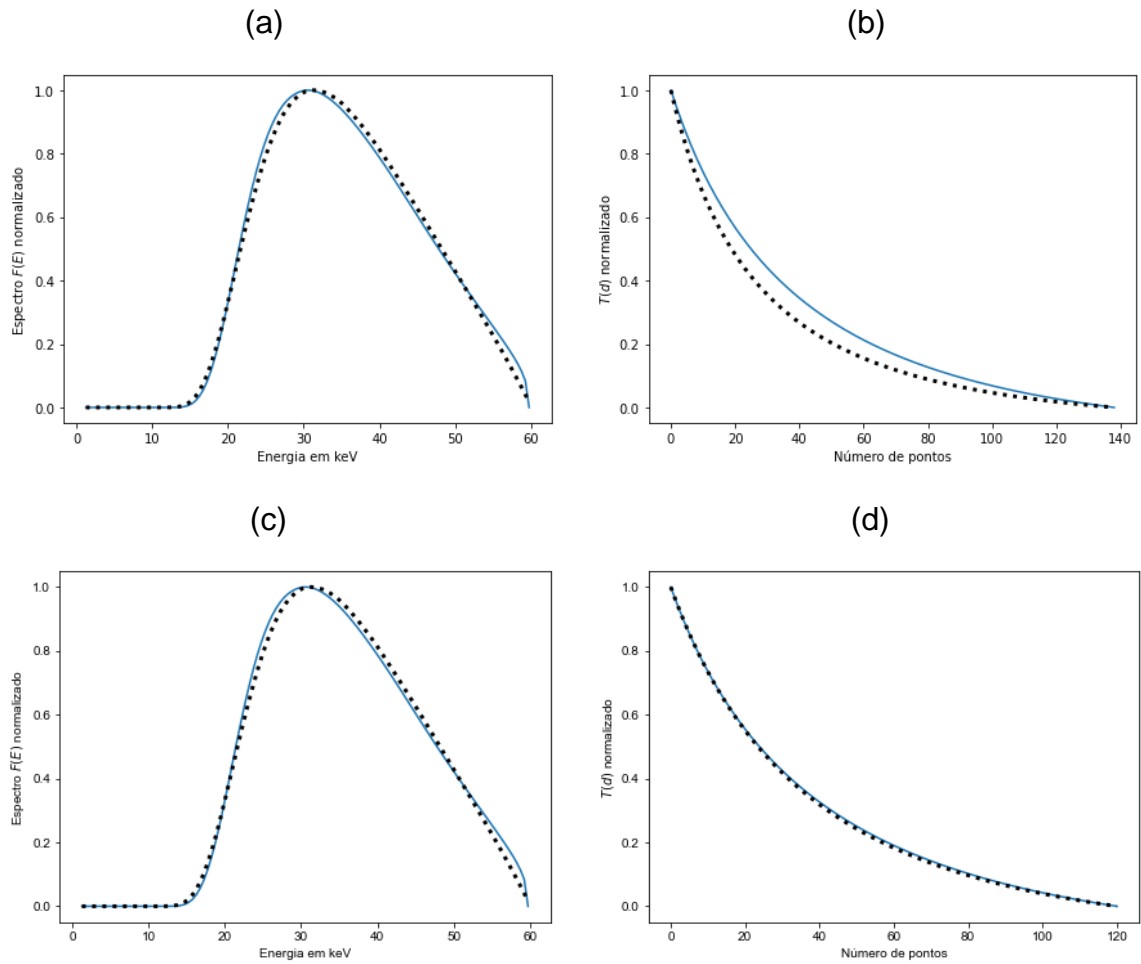 (a)
(b)
Espectro F(E) normalizado
1.0
0.8
0.6
0.4
0.2
0.0
0 10 20 30 40 50 60
Energia em keV
T(d) normalizado
1.0
0.8
0.6
0.4
0.2
0.0
0 20 40 60 80 100 120 140
Número de pontos
(c)
(d)
Espectro F(E) normalizado
1.0
0.8
0.6
0.4
0.2
0.0
0 10 20 30 40 50 60
Energia em keV
T(d) normalizado
1.0
0.8
0.6
0.4
0.2
0.0
0 20 40 60 80 100 120
Número de pontos